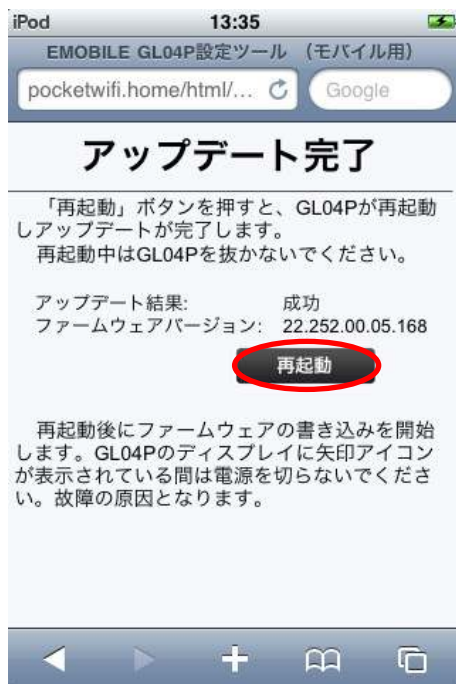 iPod 13:35
EMOBILE GL04P設定ツール （モバイル用）
pocketwifi.home/html/... Google
アップデート完了
「再起動」ボタンを押すと、GL04Pが再起動
しアップデートが完了します。
再起動中はGL04Pを抜かないでください。
アップデート結果: 成功
ファームウェアバージョン: 22.252.00.05.168
再起動
再起動後にファームウェアの書き込みを開始
します。GL04Pのディスプレイに矢印アイコン
が表示されている間は電源を切らないでくださ
い。故障の原因となります。